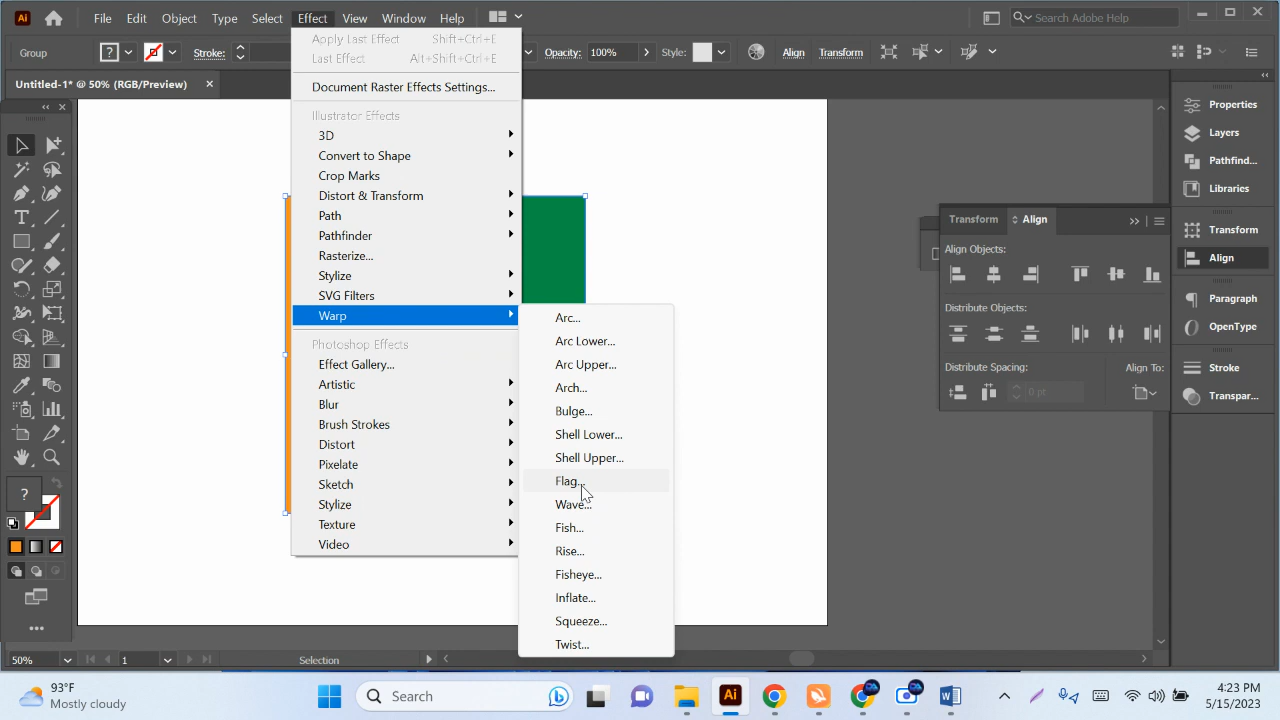 Ai File Edit Object Type Select Effect View Window Help Search Adobe Help
Group ? Stroke: Opacity: 100% Style: Align Transform
Untitled-1* @ 50% (RGB/Preview)
Apply Last Effect Shift+Ctrl+E
Last Effect Alt+Shift+Ctrl+E
Document Raster Effects Settings...
Illustrator Effects
3D
Convert to Shape
Crop Marks
Distort & Transform
Path
Pathfinder
Rasterize...
Stylize
SVG Filters
Warp
Photoshop Effects
Effect Gallery...
Artistic
Blur
Brush Strokes
Distort
Pixelate
Sketch
Stylize
Texture
Video
Arc...
Arc Lower...
Arc Upper...
Arch...
Bulge...
Shell Lower...
Shell Upper...
Flag...
Wave...
Fish...
Rise...
Fisheye...
Inflate...
Squeeze...
Twist...
Transform Align
Align Objects:
Distribute Objects:
Distribute Spacing: Align To:
0 pt
Properties
Layers
Pathfind...
Libraries
Transform
Align
Paragraph
OpenType
Stroke
Transpar...
?
50% 1 Selection
93°F
Mostly cloudy
Search
Ai
4:23 PM
5/15/2023